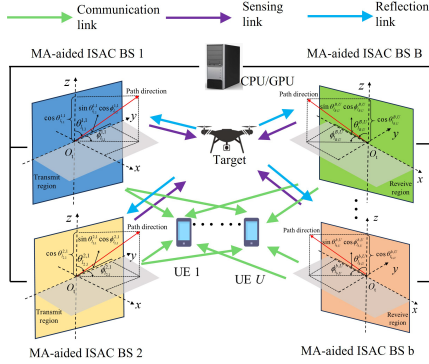 Communication
link
Sensing
link
Reflection
link
MA-aided ISAC BS 1
CPU/GPU
MA-aided ISAC BS B
z
Path direction
y
x
Transmit
region
Target
z
Path direction
y
x
Reveive
region
z
Path direction
y
x
Transmit
region
UE 1
UE U
z
Path direction
y
x
Reveive
region
MA-aided ISAC BS 2
MA-aided ISAC BS b